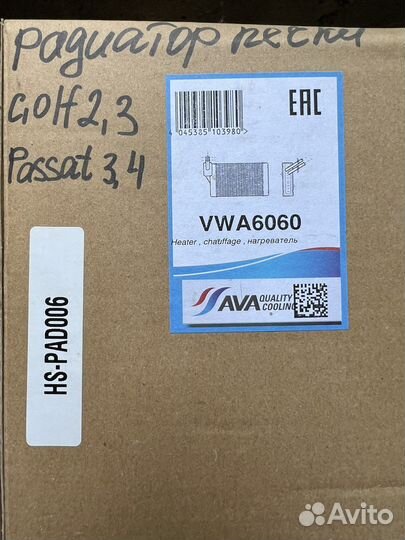 Радиатор печки
Golf 2,3
Passat 3,4
4 045385 103980 >
EAC
VWA6060
Heater , chauffage , нагреватель
AVA QUALITY COOLING
HS-PAD006
Avito